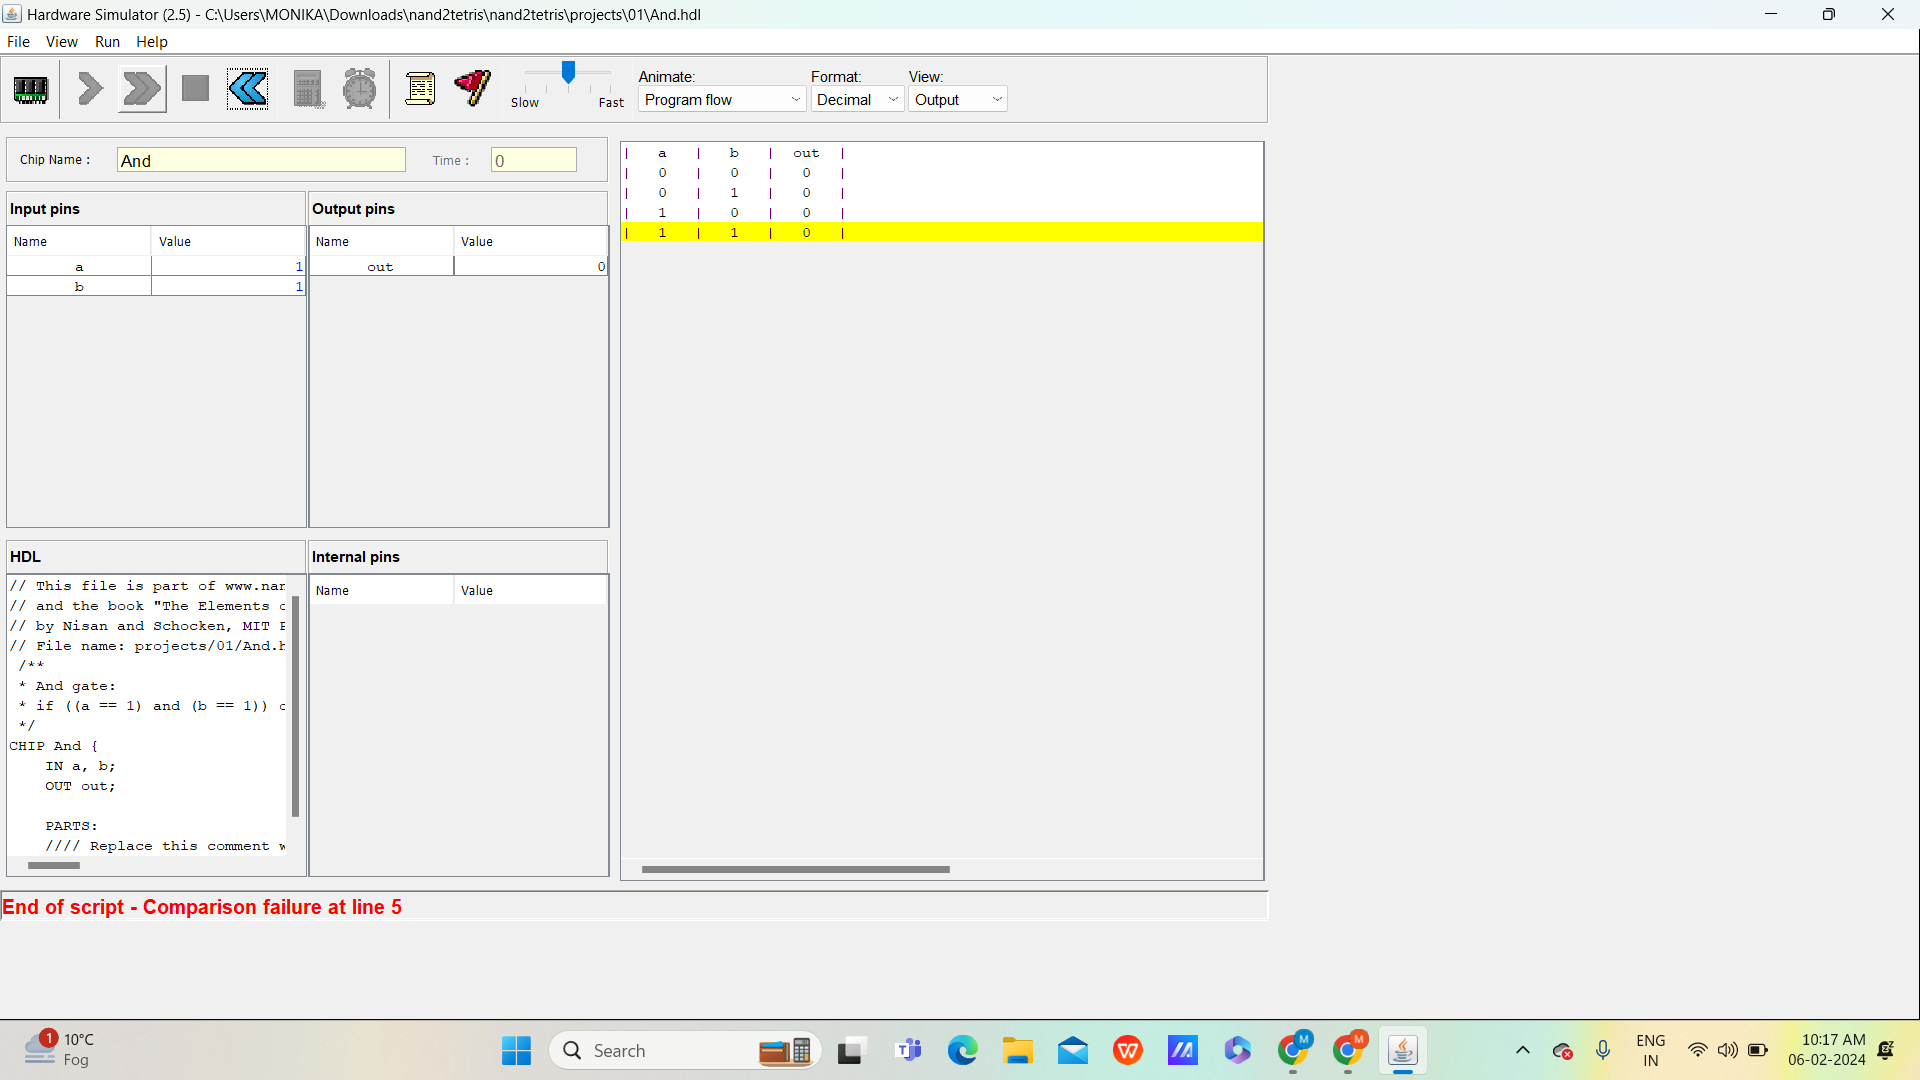 Hardware Simulator (2.5) - C:\Users\MONIKA\Downloads\nand2tetris\nand2tetris\projects\01\And.hdl
File View Run Help
Slow Fast
Animate: Format: View:
Program flow Decimal Output
Chip Name : And Time : 0
Input pins Output pins
Name Value Name Value
a 1 out 0
b 1
| a | b | out |
| 0 | 0 | 0 |
| 0 | 1 | 0 |
| 1 | 0 | 0 |
| 1 | 1 | 0 |
HDL Internal pins
Name Value
// This file is part of www.nan
// and the book "The Elements o
// by Nisan and Schocken, MIT P
// File name: projects/01/And.h
/**
* And gate:
* if ((a == 1) and (b == 1)) o
*/
CHIP And {
IN a, b;
OUT out;
PARTS:
//// Replace this comment w
End of script - Comparison failure at line 5
1
10°C
Fog
Search
M
M
ENG
IN
10:17 AM
06-02-2024